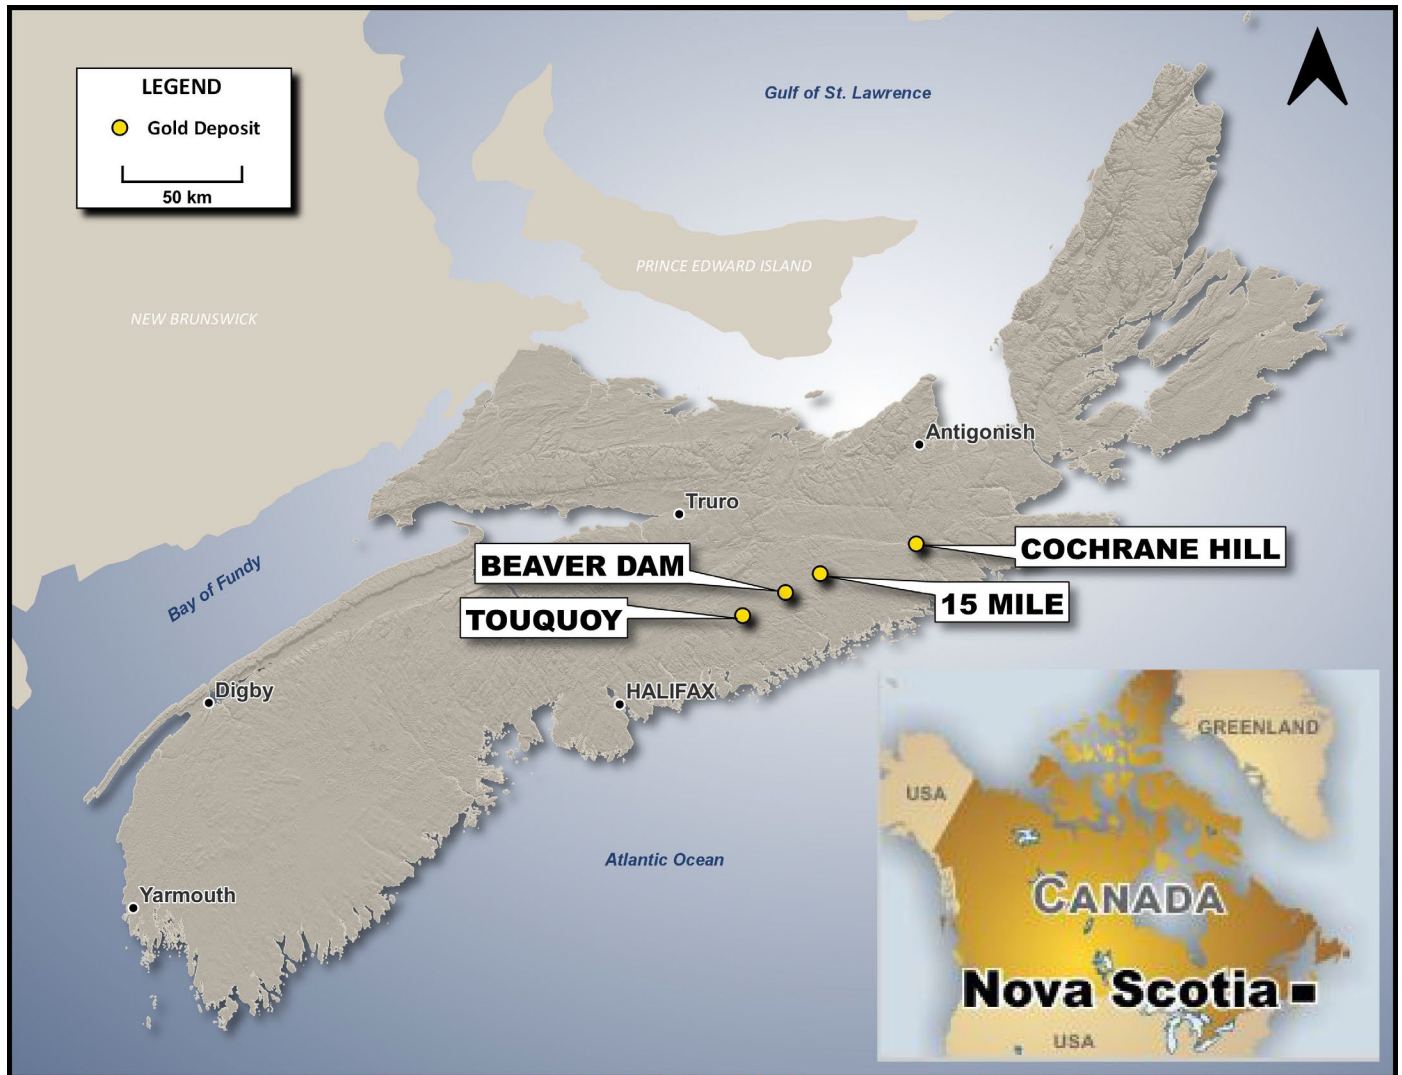 LEGEND
Gold Deposit
50 km
Gulf of St. Lawrence
PRINCE EDWARD ISLAND
NEW BRUNSWICK
Antigonish
Truro
COCHRANE HILL
BEAVER DAM
15 MILE
TOUQUOY
Bay of Fundy
Digby
HALIFAX
Yarmouth
Atlantic Ocean
GREENLAND
USA
CANADA
Nova Scotia
USA